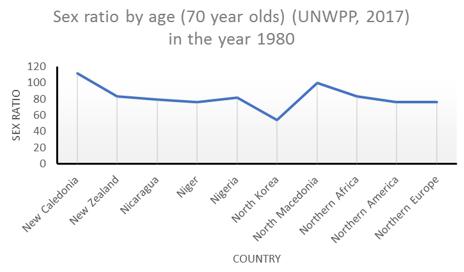 Sex ratio by age (70 year olds) (UNWPP, 2017)
in the year 1980
SEX RATIO
120
100
80
60
40
20
0
New Caledonia
New Zealand
Nicaragua
Niger
Nigeria
North Korea
North Macedonia
Northern Africa
Northern America
Northern Europe
COUNTRY